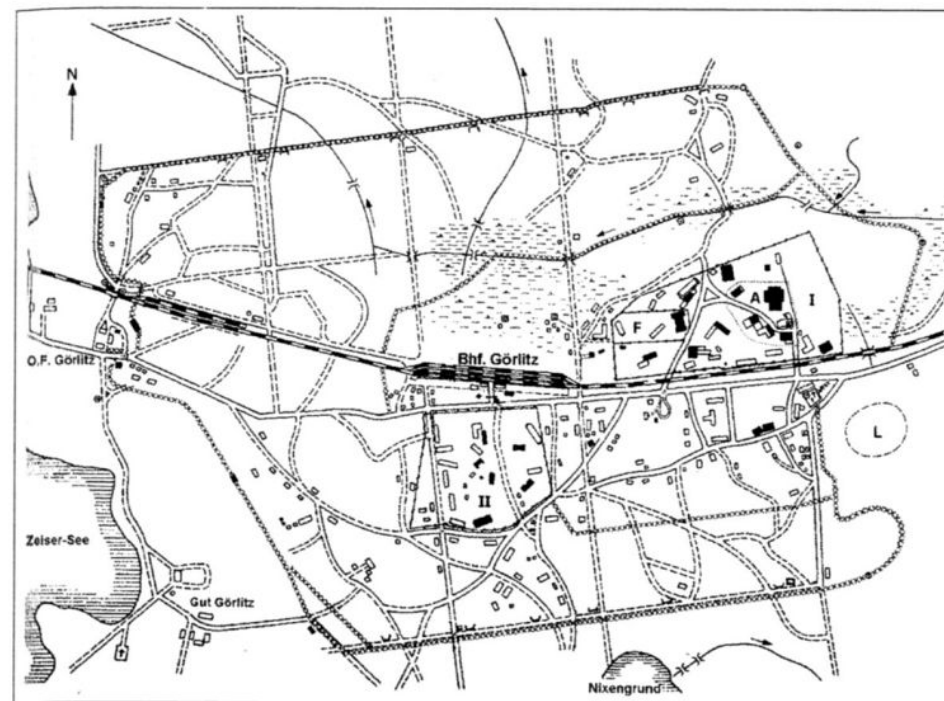 N
A
I
F
Bhf. Görlitz
O.F. Görlitz
L
II
Zeiser-See
Gut Görlitz
Nixengrund